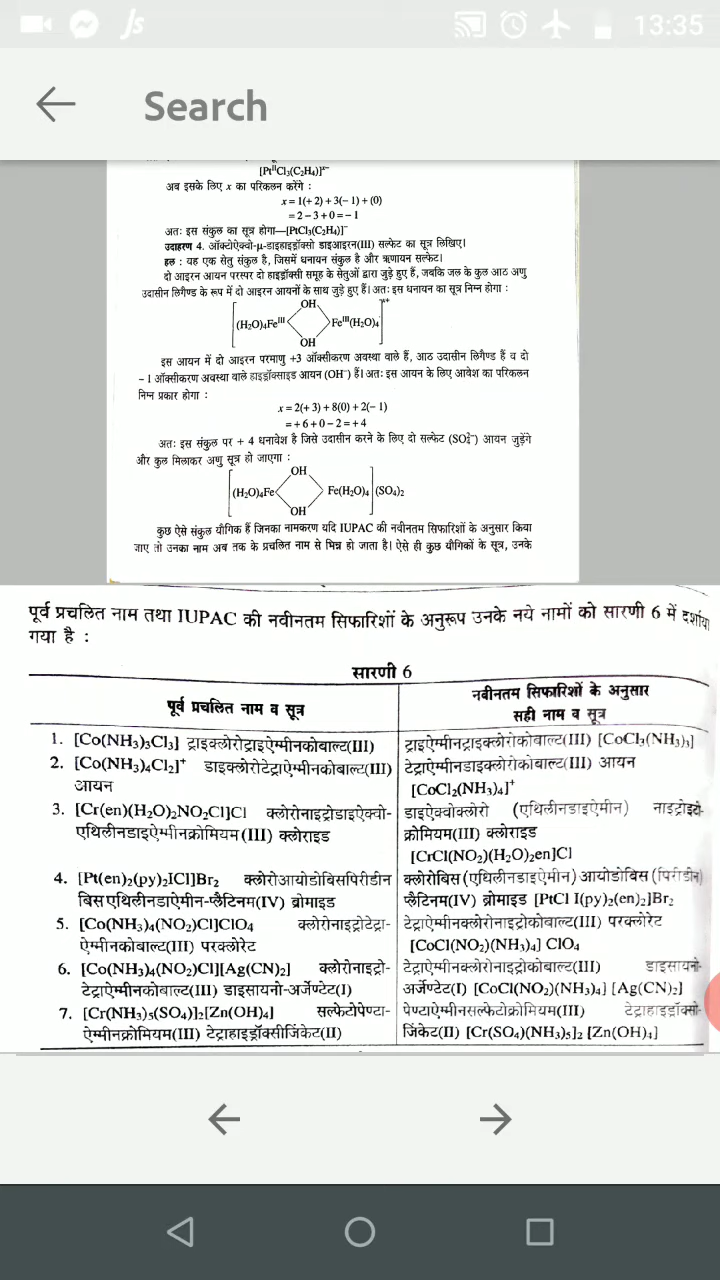 JS 13:35
Search
[PtᴵᴵCl₃(C₂H₄)]ˣ⁻
अब इसके लिए x का परिकलन करेंगे :
x = 1(+ 2) + 3(− 1) + (0)
= 2 − 3 + 0 = − 1
अतः इस संकुल का सूत्र होगा—[PtCl₃(C₂H₄)]⁻
उदाहरण 4. ऑक्टोऐक्वो-μ-डाइहाइड्रॉक्सो डाइआइरन(III) सल्फेट का सूत्र लिखिए।
हल : यह एक सेतु संकुल है, जिसमें धनायन संकुल है और ऋणायन सल्फेट।
दो आइरन आयन परस्पर दो हाइड्रॉक्सी समूह के सेतुओं द्वारा जुड़े हुए हैं, जबकि जल के कुल आठ अणु
उदासीन लिगैण्ड के रूप में दो आइरन आयनों के साथ जुड़े हुए हैं। अतः इस धनायन का सूत्र निम्न होगा :
OH
x+
(H₂O)₄Feᴵᴵᴵ Feᴵᴵᴵ(H₂O)₄
OH
इस आयन में दो आइरन परमाणु +3 ऑक्सीकरण अवस्था वाले हैं, आठ उदासीन लिगैण्ड हैं व दो
− 1 ऑक्सीकरण अवस्था वाले हाइड्रॉक्साइड आयन (OH⁻) हैं। अतः इस आयन के लिए आवेश का परिकलन
निम्न प्रकार होगा :
x = 2(+ 3) + 8(0) + 2(− 1)
= + 6 + 0 − 2 = + 4
अतः इस संकुल पर + 4 धनावेश है जिसे उदासीन करने के लिए दो सल्फेट (SO₄²⁻) आयन जुड़ेंगे
और कुल मिलाकर अणु सूत्र हो जाएगा :
OH
(H₂O)₄Fe Fe(H₂O)₄ (SO₄)₂
OH
कुछ ऐसे संकुल यौगिक हैं जिनका नामकरण यदि IUPAC की नवीनतम सिफारिशों के अनुसार किया
जाए तो उनका नाम अब तक के प्रचलित नाम से भिन्न हो जाता है। ऐसे ही कुछ यौगिकों के सूत्र, उनके
पूर्व प्रचलित नाम तथा IUPAC की नवीनतम सिफारिशों के अनुरूप उनके नये नामों को सारणी 6 में दर्शाया
गया है :
सारणी 6
पूर्व प्रचलित नाम व सूत्र
नवीनतम सिफारिशों के अनुसार
सही नाम व सूत्र
1. [Co(NH₃)₃Cl₃] ट्राइक्लोरोट्राइऐम्मीनकोबाल्ट(III)
ट्राइऐम्मीनट्राइक्लोरोकोबाल्ट(III) [CoCl₃(NH₃)₃]
2. [Co(NH₃)₄Cl₂]⁺ डाइक्लोरोटेट्राऐम्मीनकोबाल्ट(III)
आयन
टेट्राऐम्मीनडाइक्लोरोकोबाल्ट(III) आयन
[CoCl₂(NH₃)₄]⁺
3. [Cr(en)(H₂O)₂NO₂Cl]Cl क्लोरोनाइट्रोडाइऐक्वो-
एथिलीनडाइऐमीनक्रोमियम(III) क्लोराइड
डाइऐक्वोक्लोरो (एथिलीनडाइऐमीन) नाइट्रोइटो-
क्रोमियम(III) क्लोराइड
[CrCl(NO₂)(H₂O)₂en]Cl
4. [Pt(en)₂(py)₂ICl]Br₂ क्लोरोआयोडोबिसपिरीडीन
बिस एथिलीनडाऐमीन-प्लैटिनम(IV) ब्रोमाइड
क्लोरोबिस (एथिलीनडाइऐमीन) आयोडोबिस (पिरीडीन)
प्लैटिनम(IV) ब्रोमाइड [PtCl I(py)₂(en)₂]Br₂
5. [Co(NH₃)₄(NO₂)Cl]ClO₄ क्लोरोनाइट्रोटेट्रा-
ऐम्मीनकोबाल्ट(III) परक्लोरेट
टेट्राऐम्मीनक्लोरोनाइट्रोकोबाल्ट(III) परक्लोरेट
[CoCl(NO₂)(NH₃)₄] ClO₄
6. [Co(NH₃)₄(NO₂)Cl][Ag(CN)₂] क्लोरोनाइट्रो-
टेट्राऐम्मीनकोबाल्ट(III) डाइसायनो-अर्जेण्टेट(I)
टेट्राऐम्मीनक्लोरोनाइट्रोकोबाल्ट(III) डाइसायनो-
अर्जेण्टेट(I) [CoCl(NO₂)(NH₃)₄] [Ag(CN)₂]
7. [Cr(NH₃)₅(SO₄)]₂[Zn(OH)₄] सल्फेटोपेण्टा-
ऐम्मीनक्रोमियम(III) टेट्राहाइड्रॉक्सीजिंकेट(II)
पेण्टाऐम्मीनसल्फेटोक्रोमियम(III) टेट्राहाइड्रॉक्सो-
जिंकेट(II) [Cr(SO₄)(NH₃)₅]₂ [Zn(OH)₄]